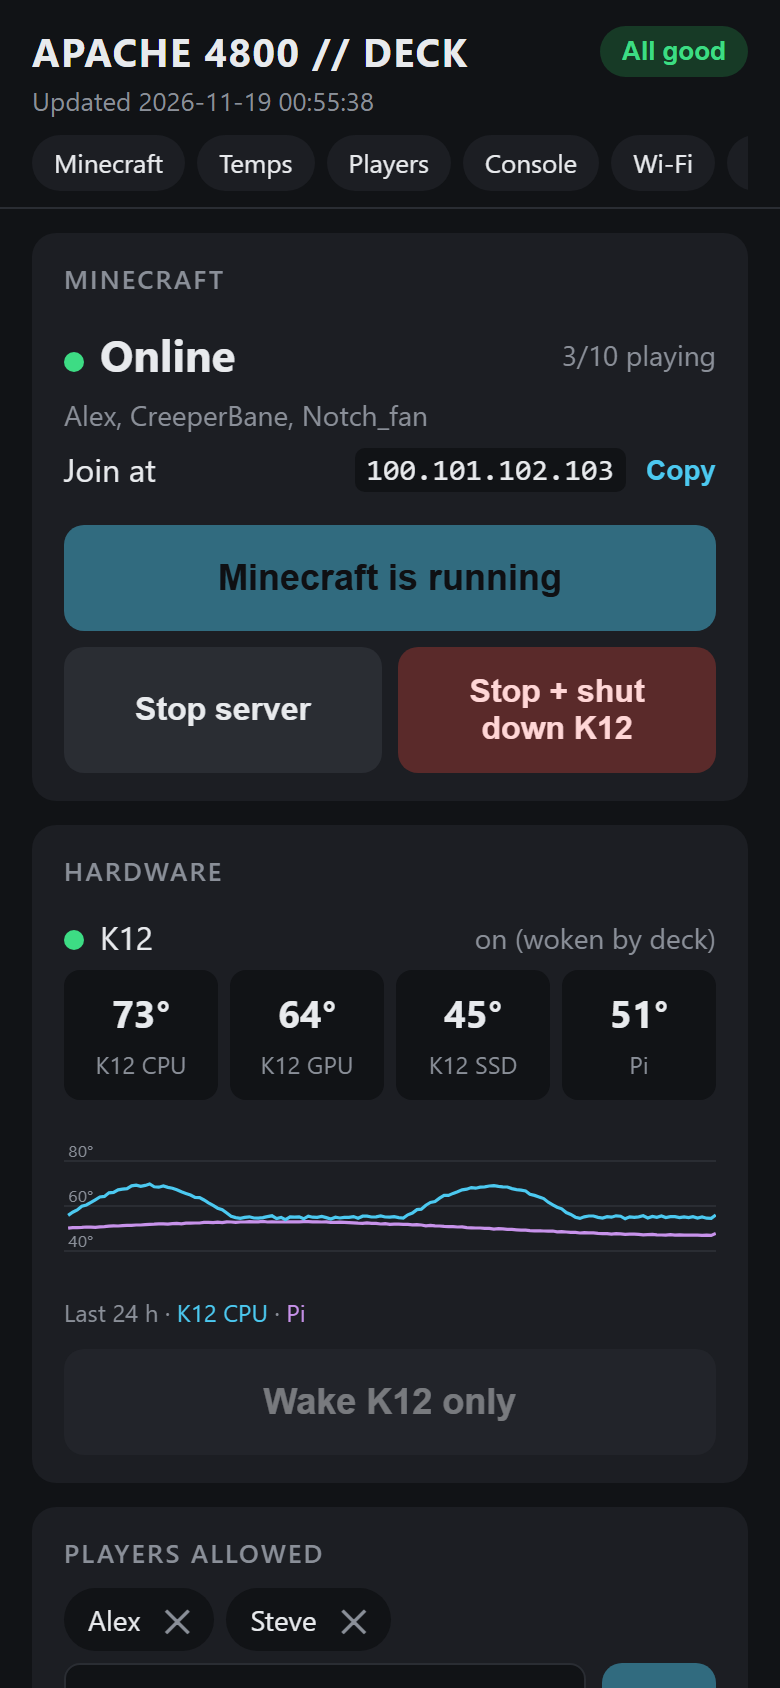 APACHE 4800 // DECK
All good
Updated 2026-11-19 00:55:38
Minecraft
Temps
Players
Console
Wi-Fi
MINECRAFT
Online
3/10 playing
Alex, CreeperBane, Notch_fan
Join at
100.101.102.103
Copy
Minecraft is running
Stop server
Stop + shut
down K12
HARDWARE
K12
on (woken by deck)
73°
K12 CPU
64°
K12 GPU
45°
K12 SSD
51°
Pi
80°
60°
40°
Last 24 h · K12 CPU · Pi
Wake K12 only
PLAYERS ALLOWED
Alex
Steve